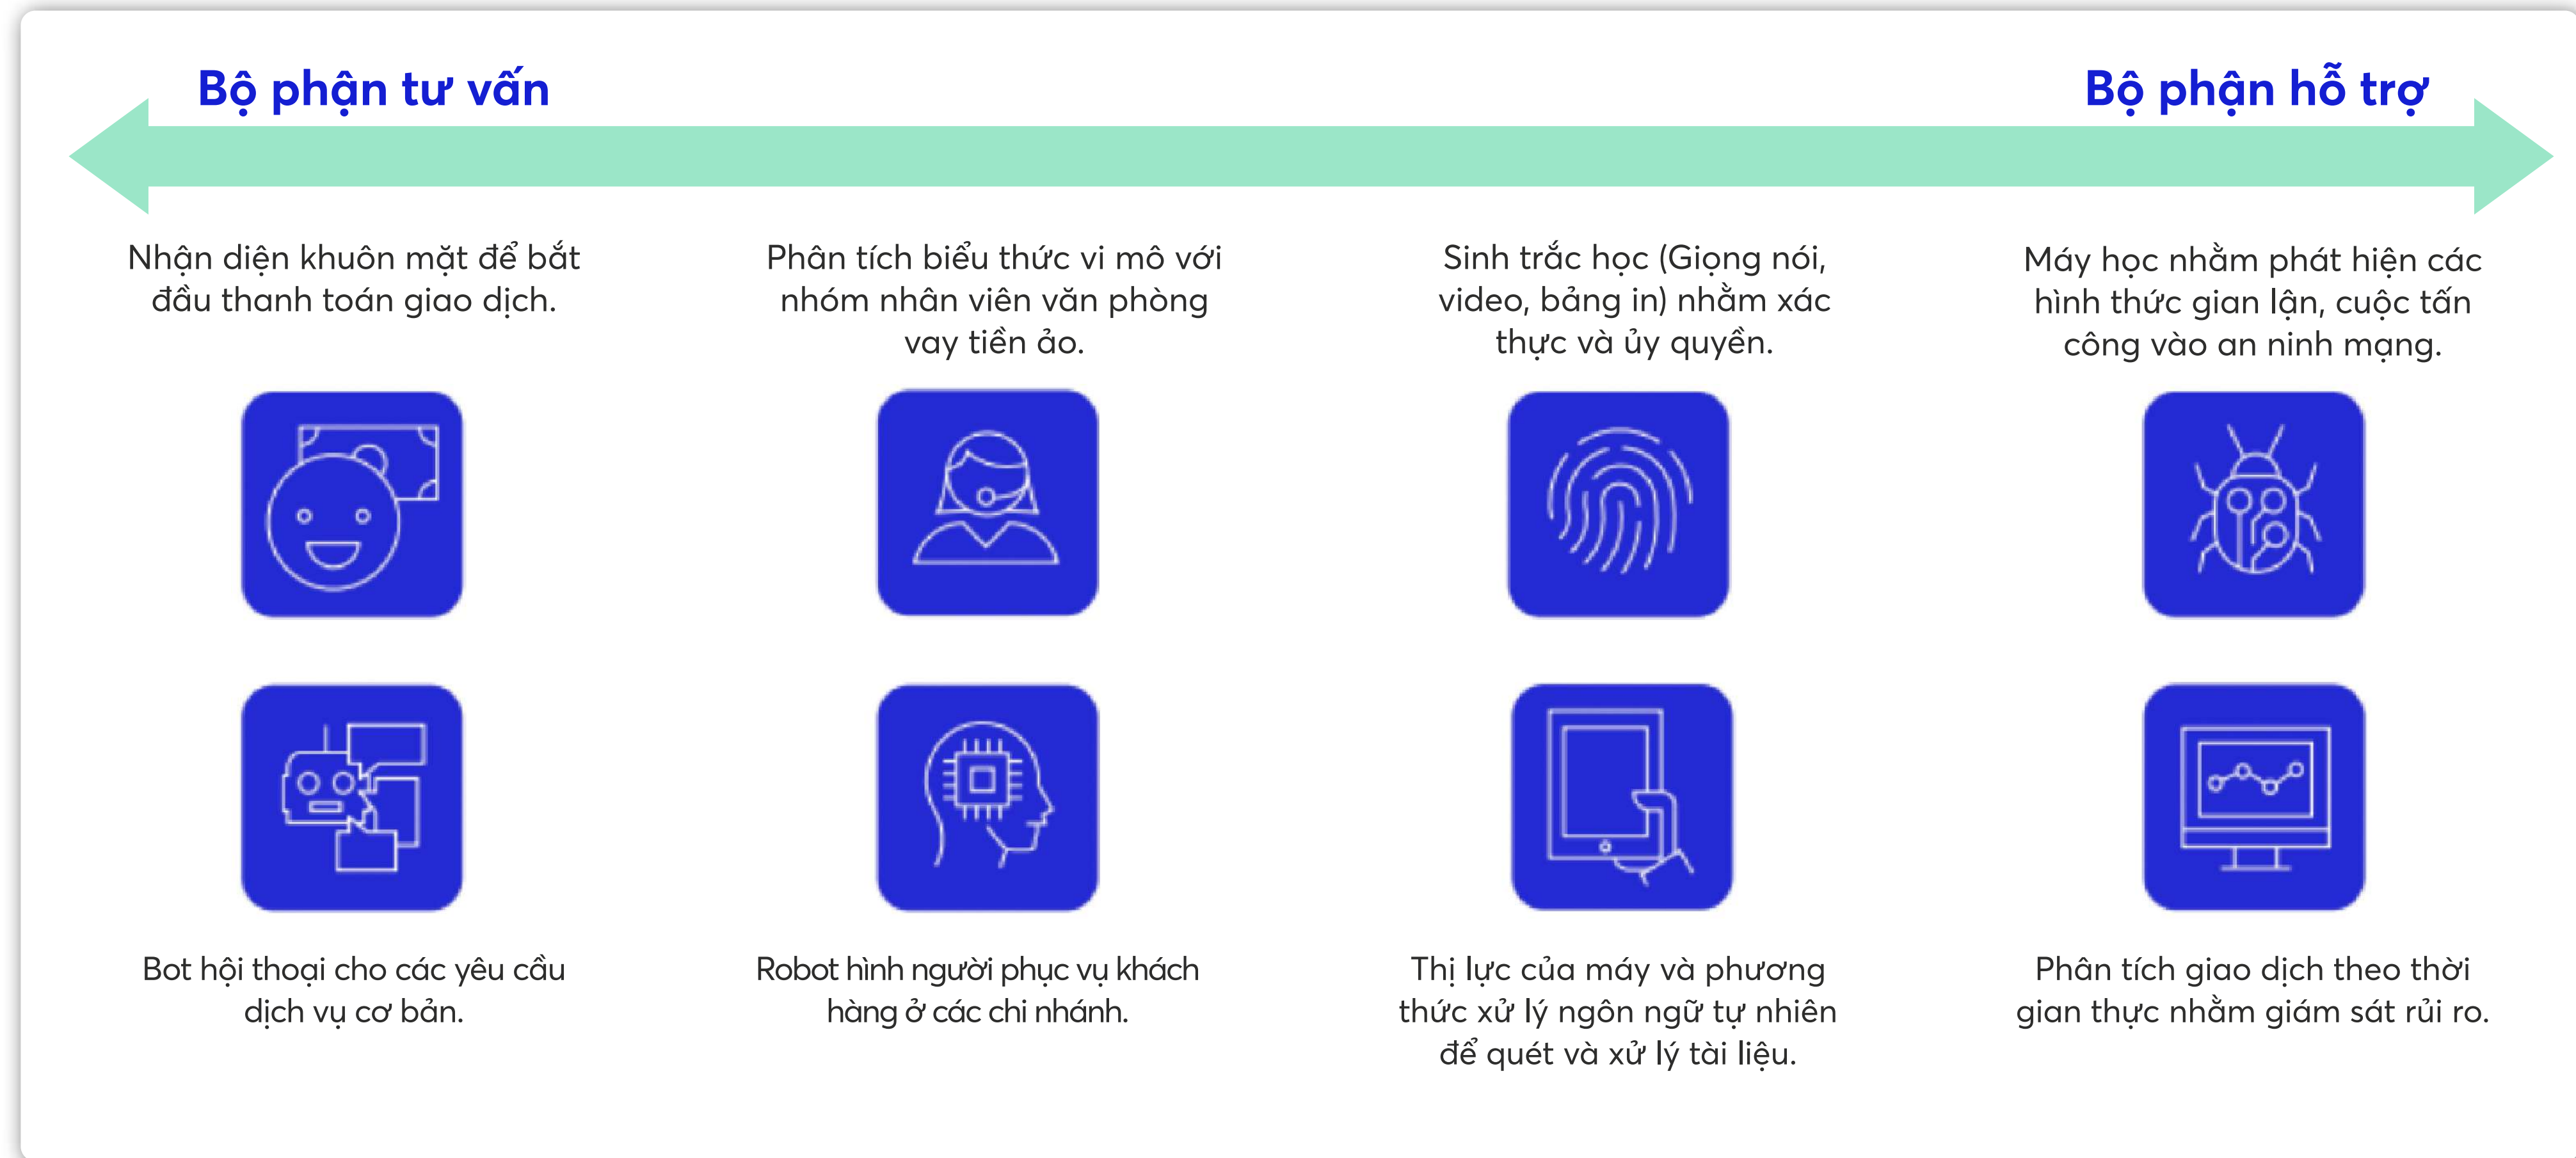 Bộ phận tư vấn
Bộ phận hỗ trợ
Nhận diện khuôn mặt để bắt
đầu thanh toán giao dịch.
Phân tích biểu thức vi mô với
nhóm nhân viên văn phòng
vay tiền ảo.
Sinh trắc học (Giọng nói,
video, bảng in) nhằm xác
thực và ủy quyền.
Máy học nhằm phát hiện các
hình thức gian lận, cuộc tấn
công vào an ninh mạng.
Bot hội thoại cho các yêu cầu
dịch vụ cơ bản.
Robot hình người phục vụ khách
hàng ở các chi nhánh.
Thị lực của máy và phương
thức xử lý ngôn ngữ tự nhiên
để quét và xử lý tài liệu.
Phân tích giao dịch theo thời
gian thực nhằm giám sát rủi ro.